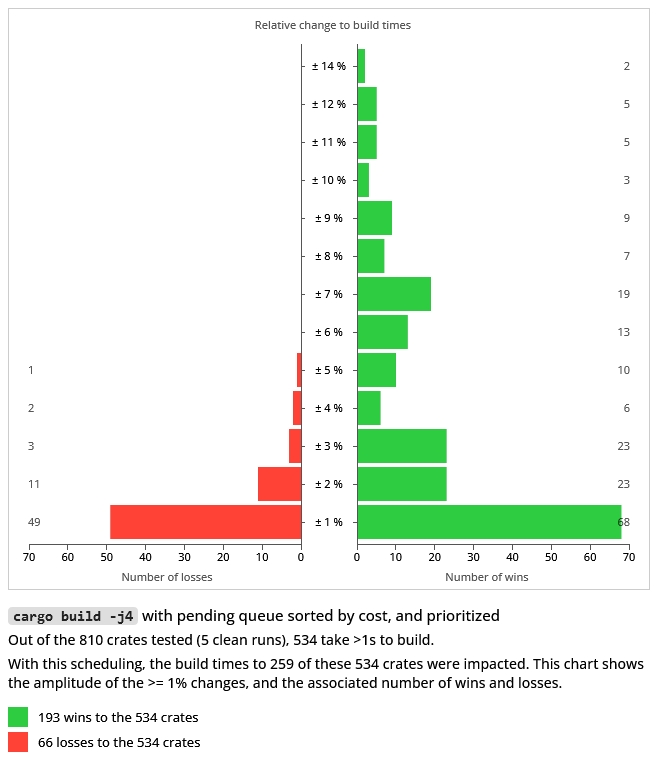 Relative change to build times
± 14 % 2
± 12 % 5
± 11 % 5
± 10 % 3
± 9 % 9
± 8 % 7
± 7 % 19
± 6 % 13
1 ± 5 % 10
2 ± 4 % 6
3 ± 3 % 23
11 ± 2 % 23
49 ± 1 % 68
70 60 50 40 30 20 10 0 0 10 20 30 40 50 60 70
Number of losses Number of wins
cargo build -j4 with pending queue sorted by cost, and prioritized
Out of the 810 crates tested (5 clean runs), 534 take >1s to build.
With this scheduling, the build times to 259 of these 534 crates were impacted. This chart shows
the amplitude of the >= 1% changes, and the associated number of wins and losses.
193 wins to the 534 crates
66 losses to the 534 crates